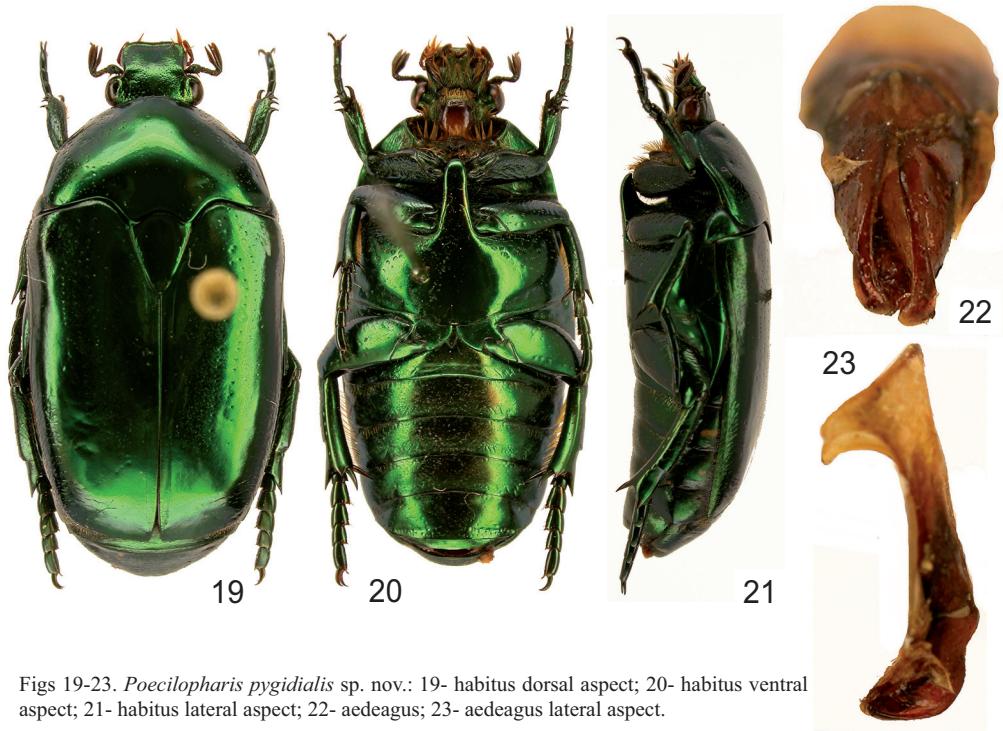 22
23
19
20
21
Figs 19-23. Poecilopharis pygidialis sp. nov.: 19- habitus dorsal aspect; 20- habitus ventral
aspect; 21- habitus lateral aspect; 22- aedeagus; 23- aedeagus lateral aspect.